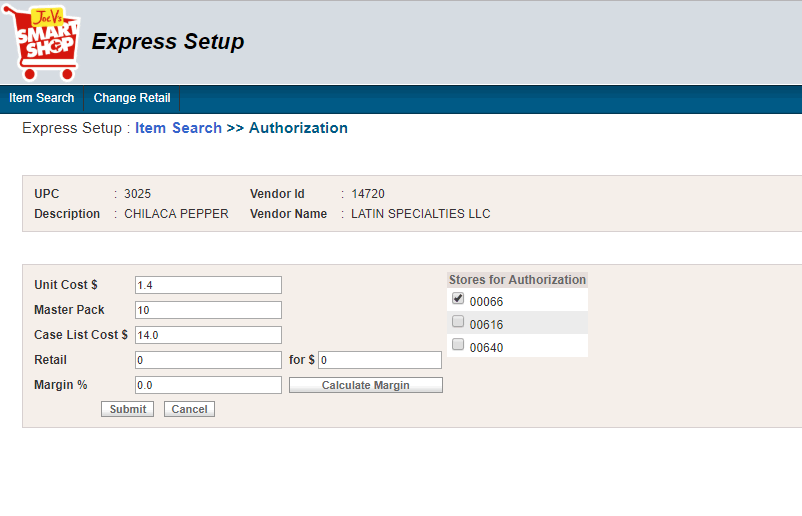 JoeV's
SMART
SHOP
Express Setup
Item Search Change Retail
Express Setup : Item Search >> Authorization
UPC : 3025 Vendor Id : 14720
Description : CHILACA PEPPER Vendor Name : LATIN SPECIALTIES LLC
Stores for Authorization
Unit Cost $ 1.4
00066
Master Pack 10
00616
Case List Cost $ 14.0
00640
Retail 0 for $ 0
Margin % 0.0 Calculate Margin
Submit Cancel